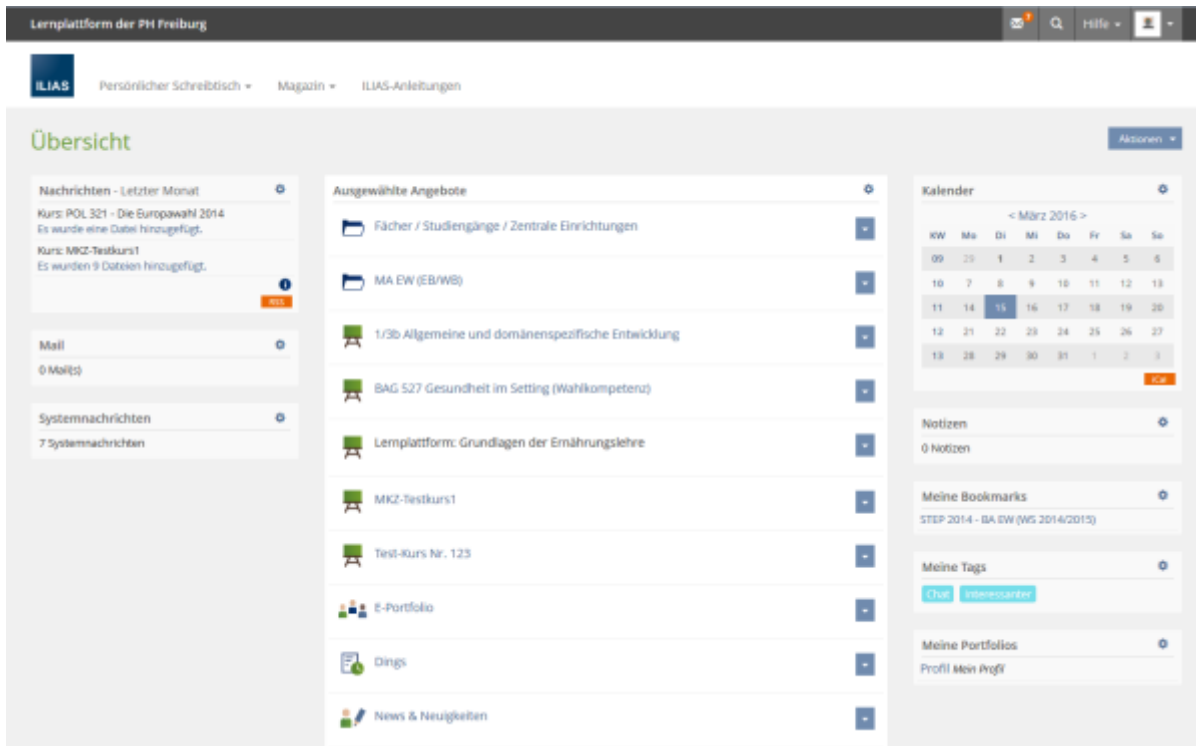 Lernplattform der PH Freiburg
7
Hilfe
ILIAS
Persönlicher Schreibtisch
Magazin
ILIAS-Anleitungen
Übersicht
Aktionen
Nachrichten - Letzter Monat
Kurs: POL 321 - Die Europawahl 2014
Es wurde eine Datei hinzugefügt.
Kurs: MKZ-Testkurs1
Es wurden 9 Dateien hinzugefügt.
RSS
Mail
0 Mail(s)
Systemnachrichten
7 Systemnachrichten
Ausgewählte Angebote
Fächer / Studiengänge / Zentrale Einrichtungen
MA EW (EB/WB)
1/3b Allgemeine und domänenspezifische Entwicklung
BAG 527 Gesundheit im Setting (Wahlkompetenz)
Lernplattform: Grundlagen der Ernährungslehre
MKZ-Testkurs1
Test-Kurs Nr. 123
E-Portfolio
Dings
News & Neuigkeiten
Kalender
< März 2016 >
KW Mo Di Mi Do Fr Sa So
09 29 1 2 3 4 5 6
10 7 8 9 10 11 12 13
11 14 15 16 17 18 19 20
12 21 22 23 24 25 26 27
13 28 29 30 31 1 2 3
iCal
Notizen
0 Notizen
Meine Bookmarks
STEP 2014 - BA EW (WS 2014/2015)
Meine Tags
Chat interessanter
Meine Portfolios
Profil Mein Profil